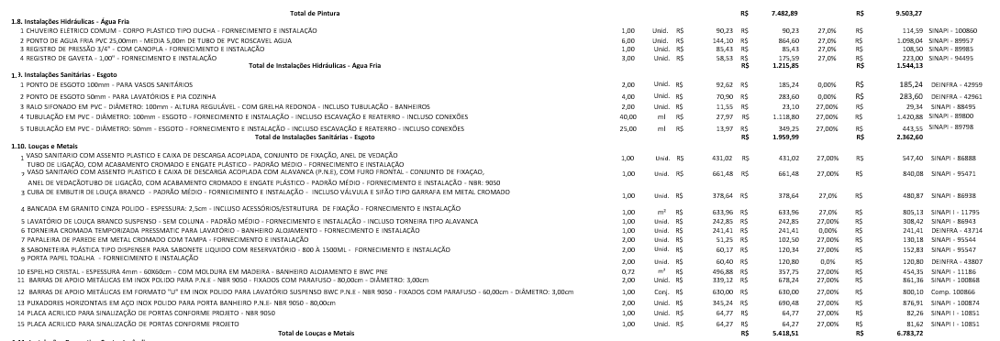 Total de Pintura R$ 7.482,89 R$ 9.503,27
1.8. Instalações Hidráulicas - Água Fria
1 CHUVEIRO ELÉTRICO COMUM - CORPO PLÁSTICO TIPO DUCHA - FORNECIMENTO E INSTALAÇÃO 1,00 Unid. R$ 90,23 90,23 27,0% R$ 114,59 SINAPI - 100860
2 PONTO DE AGUA FRIA PVC 25,00mm - MEDIA 5,00m DE TUBO DE PVC ROSCAVEL AGUA 6,00 Unid. R$ 144,10 864,60 27,0% R$ 1.098,04 SINAPI - 89957
3 REGISTRO DE PRESSÃO 3/4" - COM CANOPLA - FORNECIMENTO E INSTALAÇÃO 1,00 Unid. R$ 85,43 85,43 27,0% R$ 108,50 SINAPI - 89985
4 REGISTRO DE GAVETA - 1,00" - FORNECIMENTO E INSTALAÇÃO 3,00 Unid. R$ 58,53 175,59 27,0% R$ 223,00 SINAPI - 94495
Total de Instalações Hidráulicas - Água Fria R$ 1.215,85 R$ 1.544,13
1.9. Instalações Sanitárias - Esgoto
1 PONTO DE ESGOTO 100mm - PARA VASOS SANITÁRIOS 2,00 Unid. R$ 92,62 185,24 0,00% R$ 185,24 DEINFRA - 42959
2 PONTO DE ESGOTO 50mm - PARA LAVATÓRIOS E PIA COZINHA 4,00 Unid. R$ 70,90 283,60 0,00% R$ 283,60 DEINFRA - 42961
3 RALO SIFONADO EM PVC - DIÂMETRO: 100mm - ALTURA REGULÁVEL - COM GRELHA REDONDA - INCLUSO TUBULAÇÃO - BANHEIROS 2,00 Unid. R$ 11,55 23,10 27,00% R$ 29,34 SINAPI - 88495
4 TUBULAÇÃO EM PVC - DIÂMETRO: 100mm - ESGOTO - FORNECIMENTO E INSTALAÇÃO - INCLUSO ESCAVAÇÃO E REATERRO - INCLUSO CONEXÕES 40,00 ml R$ 27,97 1.118,80 27,00% R$ 1.420,88 SINAPI - 89800
5 TUBULAÇÃO EM PVC - DIÂMETRO: 50mm - ESGOTO - FORNECIMENTO E INSTALAÇÃO - INCLUSO ESCAVAÇÃO E REATERRO - INCLUSO CONEXÕES 25,00 ml R$ 13,97 349,25 27,00% R$ 443,55 SINAPI - 89798
Total de Instalações Sanitárias - Esgoto R$ 1.959,99 R$ 2.362,60
1.10. Louças e Metais
1 VASO SANITARIO COM ASSENTO PLASTICO E CAIXA DE DESCARGA ACOPLADA, CONJUNTO DE FIXAÇÃO, ANEL DE VEDAÇÃO
TUBO DE LIGAÇÃO, COM ACABAMENTO CROMADO E ENGATE PLASTICO - PADRÃO MÉDIO - FORNECIMENTO E INSTALAÇÃO 1,00 Unid. R$ 431,02 431,02 27,00% R$ 547,40 SINAPI - 86888
2 VASO SANITARIO COM ASSENTO PLASTICO E CAIXA DE DESCARGA ACOPLADA COM ALAVANCA (P.N.E), COM FURO FRONTAL - CONJUNTO DE FIXAÇAO,
ANEL DE VEDAÇÃOTUBO DE LIGAÇÃO, COM ACABAMENTO CROMADO E ENGATE PLÁSTICO - PADRÃO MÉDIO - FORNECIMENTO E INSTALAÇÃO - NBR: 9050 1,00 Unid. R$ 661,48 661,48 27,00% R$ 840,08 SINAPI - 95471
3 CUBA DE EMBUTIR DE LOUÇA BRANCO - PADRÃO MÉDIO - FORNECIMENTO E INSTALAÇÃO - INCLUSO VÁLVULA E SIFÃO TIPO GARRAFA EM METAL CROMADO 1,00 Unid. R$ 378,64 378,64 27,0% R$ 480,87 SINAPI - 86938
4 BANCADA EM GRANITO CINZA POLIDO - ESPESSURA: 2,5cm - INCLUSO ACESSÓRIOS/ESTRUTURA DE FIXAÇÃO - FORNECIMENTO E INSTALAÇÃO 1,00 m² R$ 633,96 633,96 27,0% R$ 805,13 SINAPI I - 11795
5 LAVATÓRIO DE LOUÇA BRANCO SUSPENSO - SEM COLUNA - PADRÃO MÉDIO - FORNECIMENTO E INSTALAÇÃO - INCLUSO TORNEIRA TIPO ALAVANCA 1,00 Unid. R$ 242,85 242,85 27,00% R$ 308,42 SINAPI - 86943
6 TORNEIRA CROMADA TEMPORIZADA PRESSMATIC PARA LAVATÓRIO - BANHEIRO ALOJAMENTO - FORNECIMENTO E INSTALAÇÃO 1,00 Unid. R$ 241,41 241,41 0,00% R$ 241,41 DEINFRA - 43714
7 PAPALEIRA DE PAREDE EM METAL CROMADO COM TAMPA - FORNECIMENTO E INSTALAÇÃO 2,00 Unid. R$ 51,25 102,50 27,00% R$ 130,18 SINAPI - 95544
8 SABONETEIRA PLÁSTICA TIPO DISPENSER PARA SABONETE LIQUIDO COM RESERVATÓRIO - 800 À 1500ML - FORNECIMENTO E INSTALAÇÃO 2,00 Unid. R$ 60,17 120,34 27,00% R$ 152,83 SINAPI - 95547
9 PORTA PAPEL TOALHA - FORNECIMENTO E INSTALAÇÃO 2,00 Unid. R$ 60,40 120,80 0,0% R$ 120,80 DEINFRA - 43807
10 ESPELHO CRISTAL - ESPESSURA 4mm - 60X60cm - COM MOLDURA EM MADEIRA - BANHEIRO ALOJAMENTO E BWC PNE 0,72 m² R$ 496,88 357,75 27,00% R$ 454,35 SINAPI - 11186
11 BARRAS DE APOIO METÁLICAS EM INOX POLIDO PARA P.N.E - NBR 9050 - FIXADOS COM PARAFUSO - 80,00cm - DIÂMETRO: 3,00cm 2,00 Unid. R$ 339,12 678,24 27,00% R$ 861,36 SINAPI - 100868
12 BARRAS DE APOIO METÁLICAS EM FORMATO "U" EM INOX POLIDO PARA LAVATÓRIO SUSPENSO BWC P.N.E - NBR 9050 - FIXADOS COM PARAFUSO - 60,00cm - DIÂMETRO: 3,00cm 1,00 Conj. R$ 630,00 630,00 27,00% R$ 800,10 Comp. 100866
13 PUXADORES HORIZONTAIS EM AÇO INOX POLIDO PARA PORTA BANHEIRO P.N.E- NBR 9050 - 80,00cm 2,00 Unid. R$ 345,24 690,48 27,00% R$ 876,91 SINAPI - 100874
14 PLACA ACRILICO PARA SINALIZAÇÃO DE PORTAS CONFORME PROJETO - NBR 9050 1,00 Unid. R$ 64,77 64,77 27,00% R$ 82,26 SINAPI I - 10851
15 PLACA ACRILICO PARA SINALIZAÇÃO DE PORTAS CONFORME PROJETO 1,00 Unid. R$ 64,27 64,27 27,00% R$ 81,62 SINAPI I - 10851
Total de Louças e Metais R$ 5.418,51 R$ 6.783,72